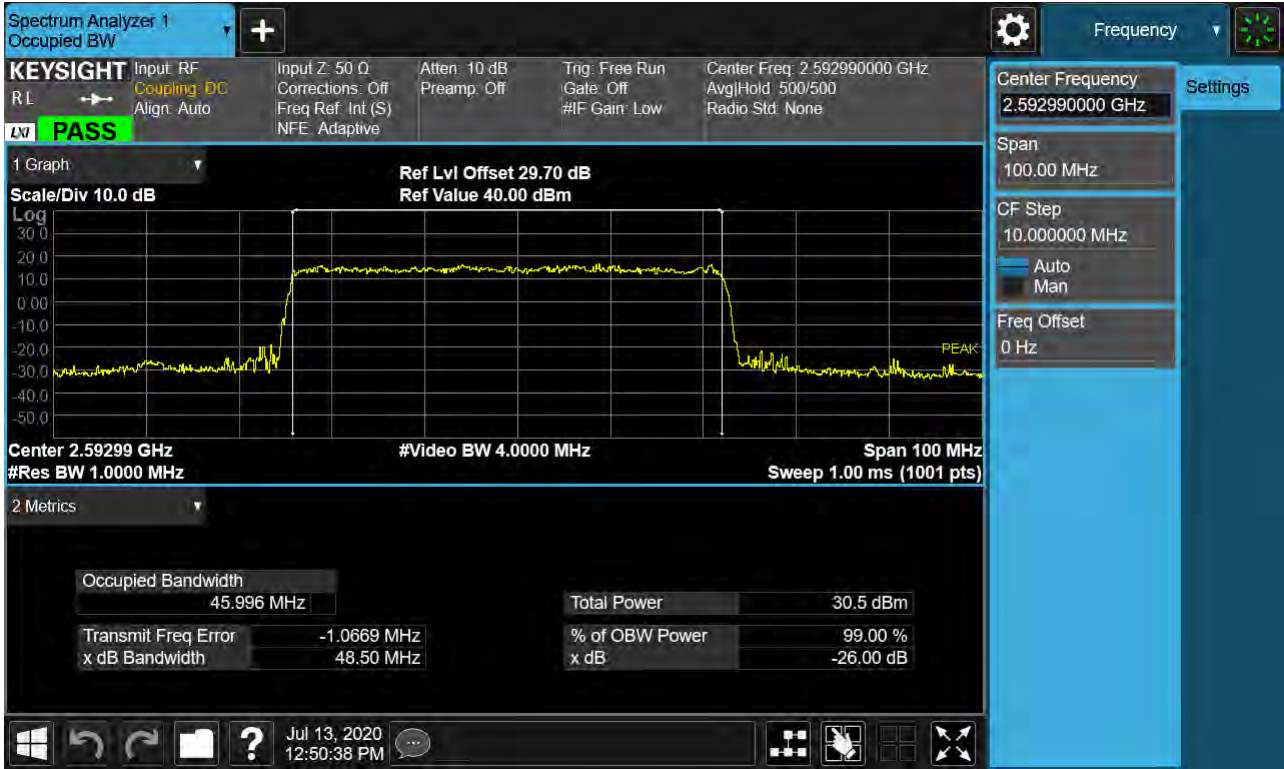 Spectrum Analyzer 1
Occupied BW
Frequency
KEYSIGHT
RL
LXI
PASS
Input: RF
Coupling: DC
Align: Auto
Input Z: 50 Ω
Corrections: Off
Freq Ref: Int (S)
NFE: Adaptive
Atten: 10 dB
Preamp: Off
Trig: Free Run
Gate: Off
#IF Gain: Low
Center Freq: 2.592990000 GHz
Avg|Hold: 500/500
Radio Std: None
Center Frequency
2.592990000 GHz
Settings
Span
100.00 MHz
CF Step
10.000000 MHz
Auto
Man
Freq Offset
0 Hz
1 Graph
Scale/Div 10.0 dB
Ref Lvl Offset 29.70 dB
Ref Value 40.00 dBm
Log
30.0
20.0
10.0
0.00
-10.0
-20.0
-30.0
-40.0
-50.0
PEAK
Center 2.59299 GHz
#Res BW 1.0000 MHz
#Video BW 4.0000 MHz
Span 100 MHz
Sweep 1.00 ms (1001 pts)
2 Metrics
Occupied Bandwidth
45.996 MHz
Total Power 30.5 dBm
Transmit Freq Error -1.0669 MHz
% of OBW Power 99.00 %
x dB Bandwidth 48.50 MHz
x dB -26.00 dB
?
Jul 13, 2020
12:50:38 PM